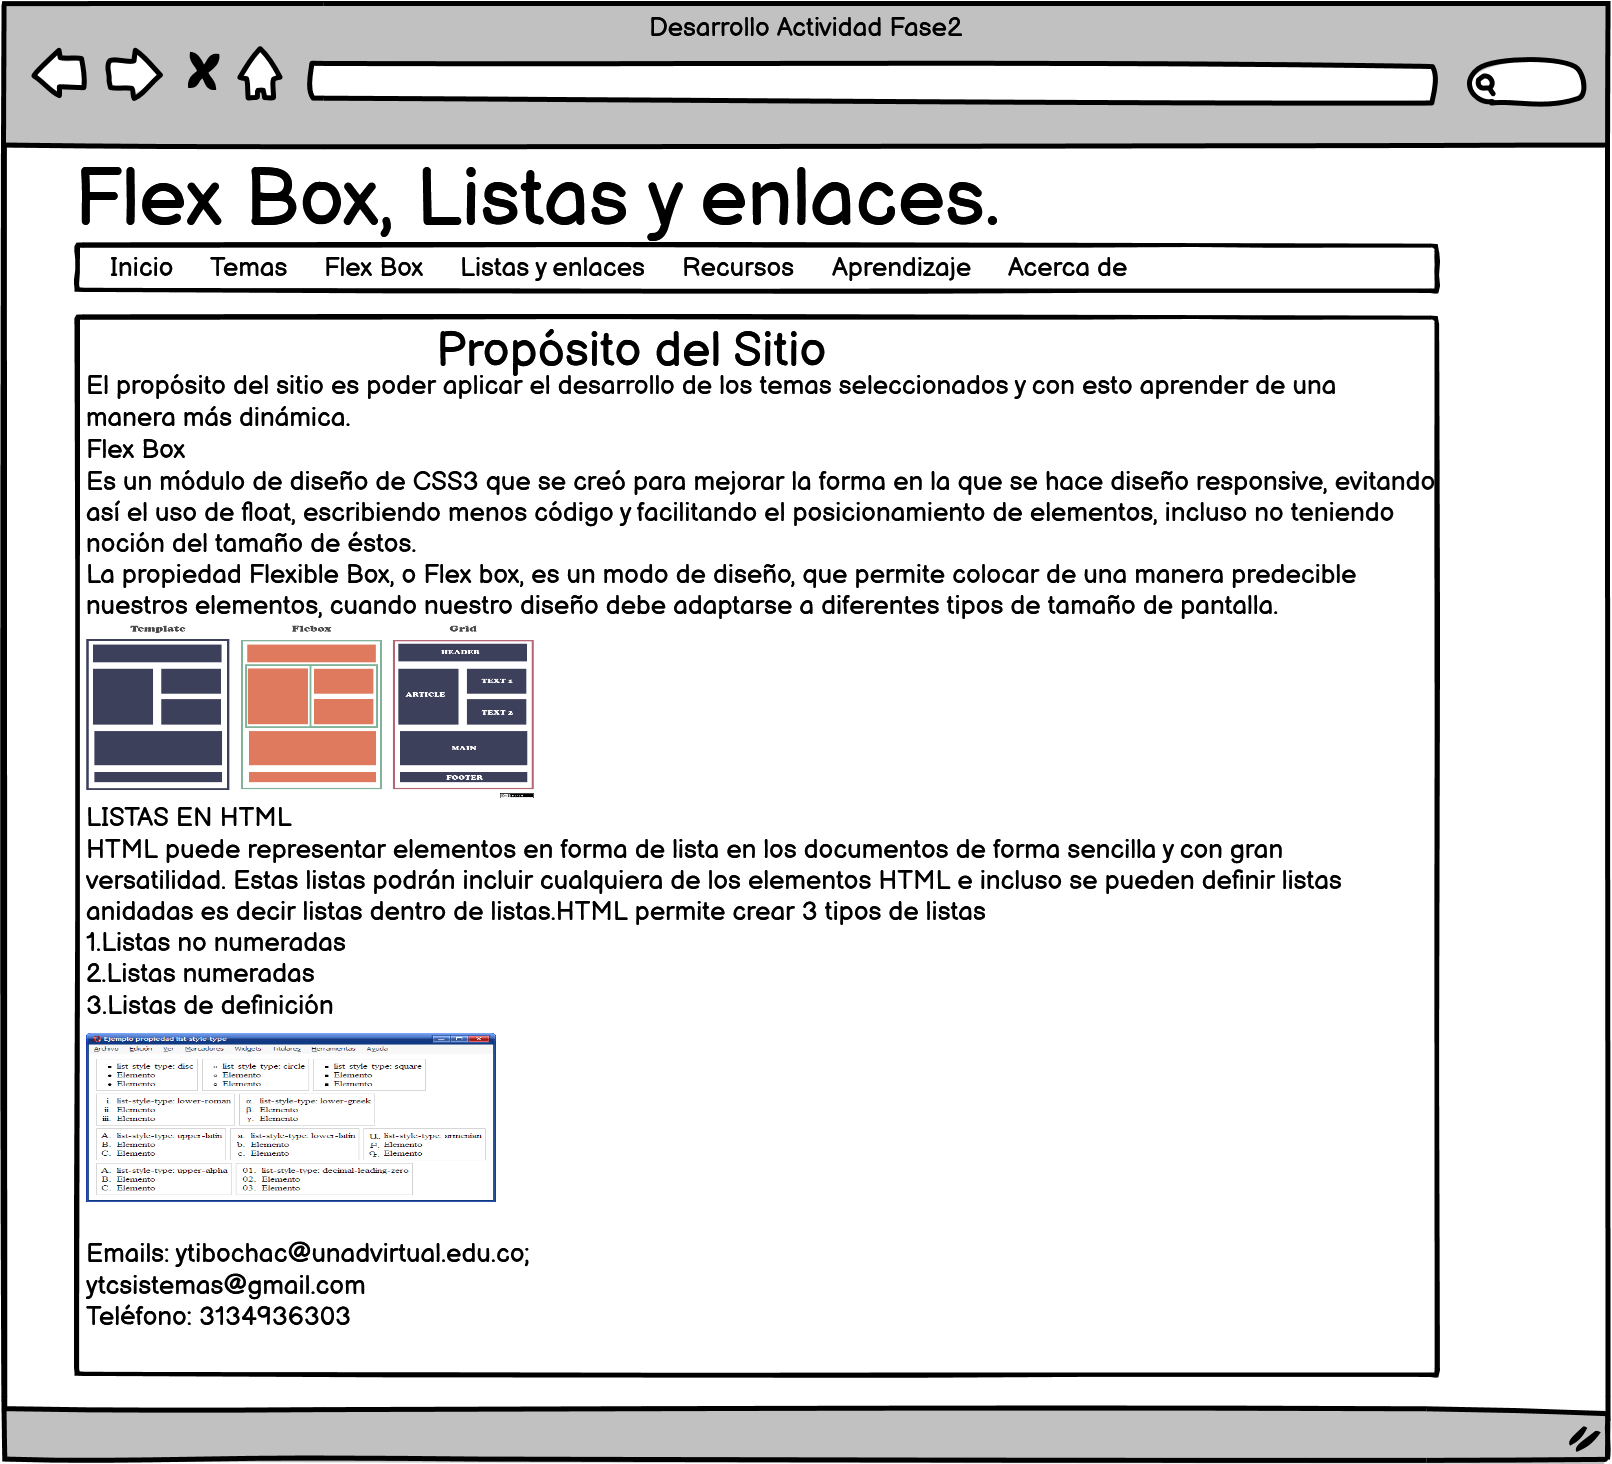 Desarrollo Actividad Fase2
Flex Box, Listas y enlaces.
Inicio Temas Flex Box Listas y enlaces Recursos Aprendizaje Acerca de
Propósito del Sitio
El propósito del sitio es poder aplicar el desarrollo de los temas seleccionados y con esto aprender de una
manera más dinámica.
Flex Box
Es un módulo de diseño de CSS3 que se creó para mejorar la forma en la que se hace diseño responsive, evitando
así el uso de float, escribiendo menos código y facilitando el posicionamiento de elementos, incluso no teniendo
noción del tamaño de éstos.
La propiedad Flexible Box, o Flex box, es un modo de diseño, que permite colocar de una manera predecible
nuestros elementos, cuando nuestro diseño debe adaptarse a diferentes tipos de tamaño de pantalla.
Template Flebox Grid
HEADER
ARTICLE
TEXT 1
TEXT 2
MAIN
FOOTER
LISTAS EN HTML
HTML puede representar elementos en forma de lista en los documentos de forma sencilla y con gran
versatilidad. Estas listas podrán incluir cualquiera de los elementos HTML e incluso se pueden definir listas
anidadas es decir listas dentro de listas.HTML permite crear 3 tipos de listas
1.Listas no numeradas
2.Listas numeradas
3.Listas de definición
Ejemplo propiedad list-style-type
Archivo Edición Ver Marcadores Widgets Titulares Herramientas Ayuda
list-style-type: disc list-style-type: circle list-style-type: square
Elemento Elemento Elemento
Elemento Elemento Elemento
i. list-style-type: lower-roman α. list-style-type: lower-greek
ii. Elemento β. Elemento
iii. Elemento γ. Elemento
A. list-style-type: upper-latin a. list-style-type: lower-latin Ա. list-style-type: armenian
B. Elemento b. Elemento Բ. Elemento
C. Elemento c. Elemento Գ. Elemento
A. list-style-type: upper-alpha 01. list-style-type: decimal-leading-zero
B. Elemento 02. Elemento
C. Elemento 03. Elemento
Emails: ytibochac@unadvirtual.edu.co;
ytcsistemas@gmail.com
Teléfono: 3134936303